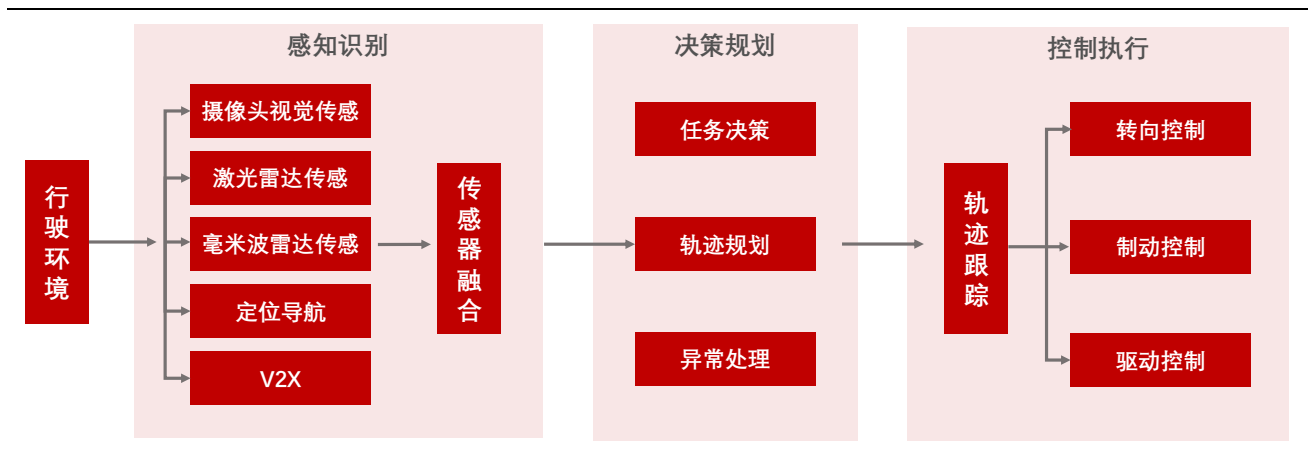 感知识别
决策规划
控制执行
行驶环境
摄像头视觉传感
激光雷达传感
毫米波雷达传感
定位导航
V2X
传感器融合
任务决策
轨迹规划
异常处理
轨迹跟踪
转向控制
制动控制
驱动控制